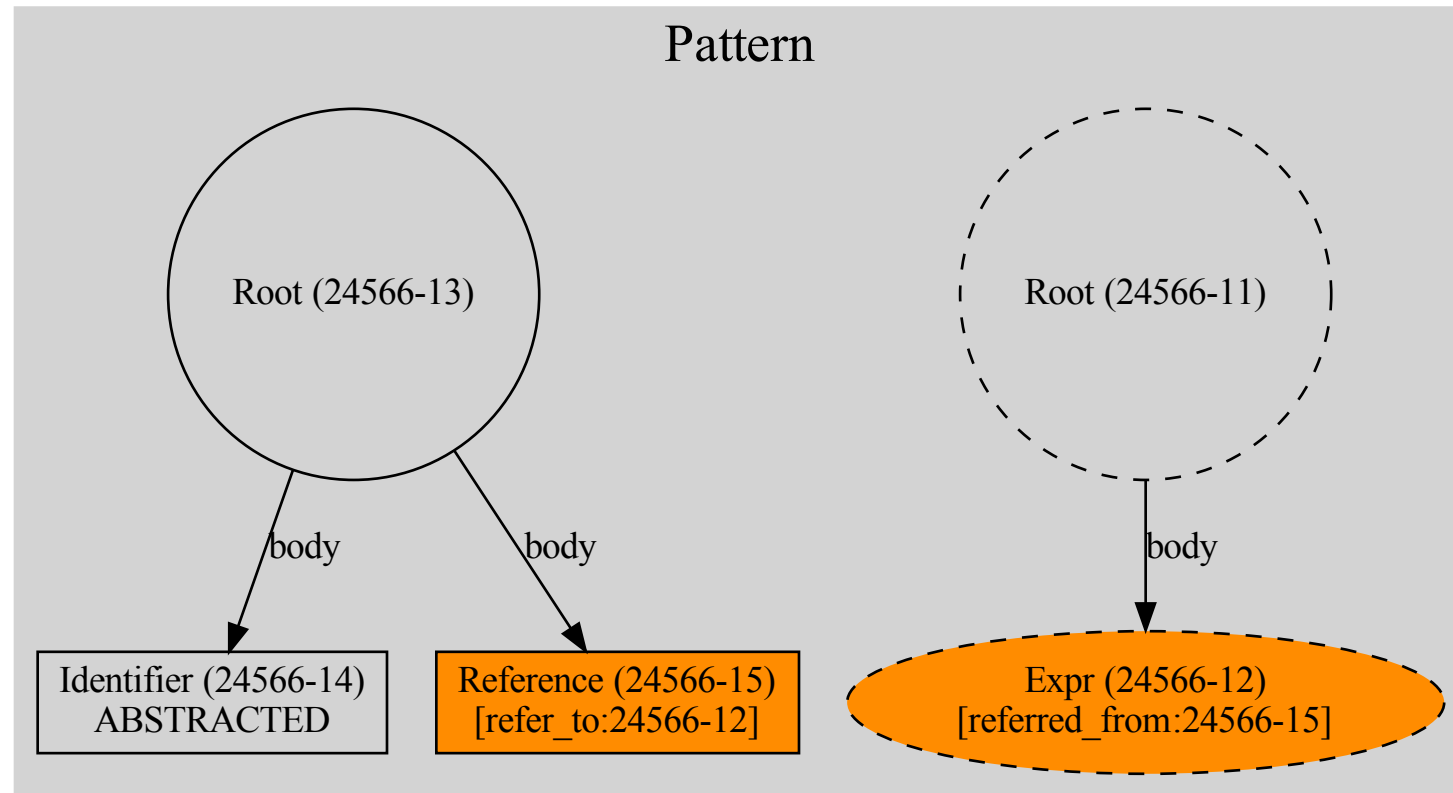 Pattern
Root (24566-13)
Root (24566-11)
body
body
body
Identifier (24566-14)
ABSTRACTED
Reference (24566-15)
[refer_to:24566-12]
Expr (24566-12)
[referred_from:24566-15]